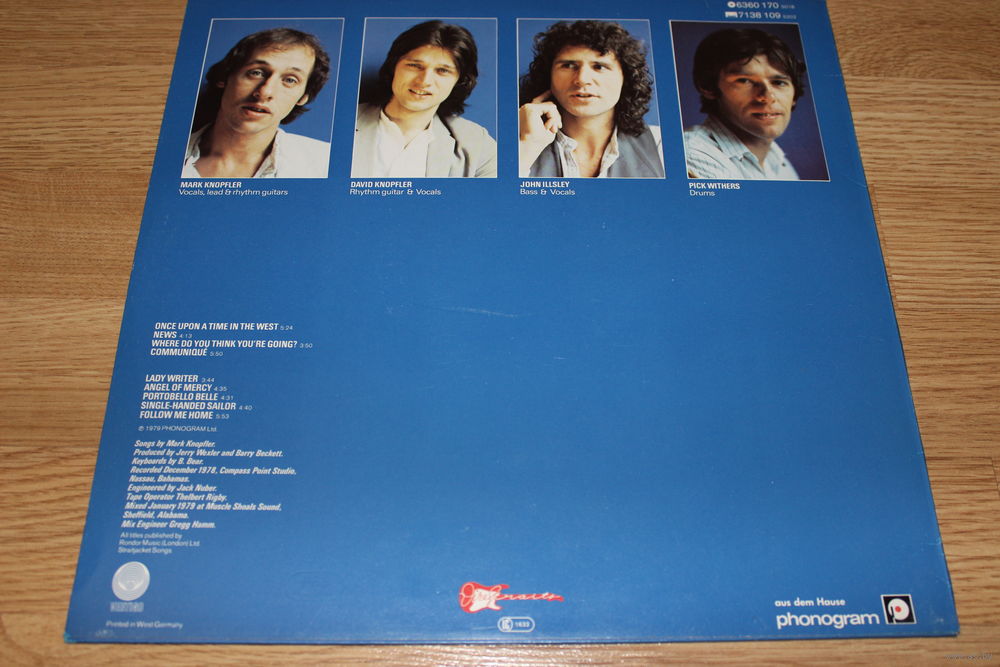 6360 170
7138 109
MARK KNOPFLER
Vocals, lead & rhythm guitars
DAVID KNOPFLER
Rhythm guitar & Vocals
JOHN ILLSLEY
Bass & Vocals
PICK WITHERS
Drums
ONCE UPON A TIME IN THE WEST 5:24
NEWS 4:13
WHERE DO YOU THINK YOU'RE GOING? 3:50
COMMUNIQUÉ 5:50
LADY WRITER 3:44
ANGEL OF MERCY 4:35
PORTOBELLO BELLE 4:31
SINGLE-HANDED SAILOR 4:40
FOLLOW ME HOME 5:53
℗ 1979 PHONOGRAM Ltd.
Songs by Mark Knopfler.
Produced by Jerry Wexler and Barry Beckett.
Keyboards by B. Bear.
Recorded December 1978, Compass Point Studio,
Nassau, Bahamas.
Engineered by Jack Nuber.
Tape Operator Thelbert Rigby.
Mixed January 1979 at Muscle Shoals Sound,
Sheffield, Alabama.
Mix Engineer Gregg Hamm.
All titles published by
Rondor Music (London) Ltd.
Straitjacket Songs
VERTIGO
Printed in West Germany
Dire Straits
1633
aus dem Hause
phonogram